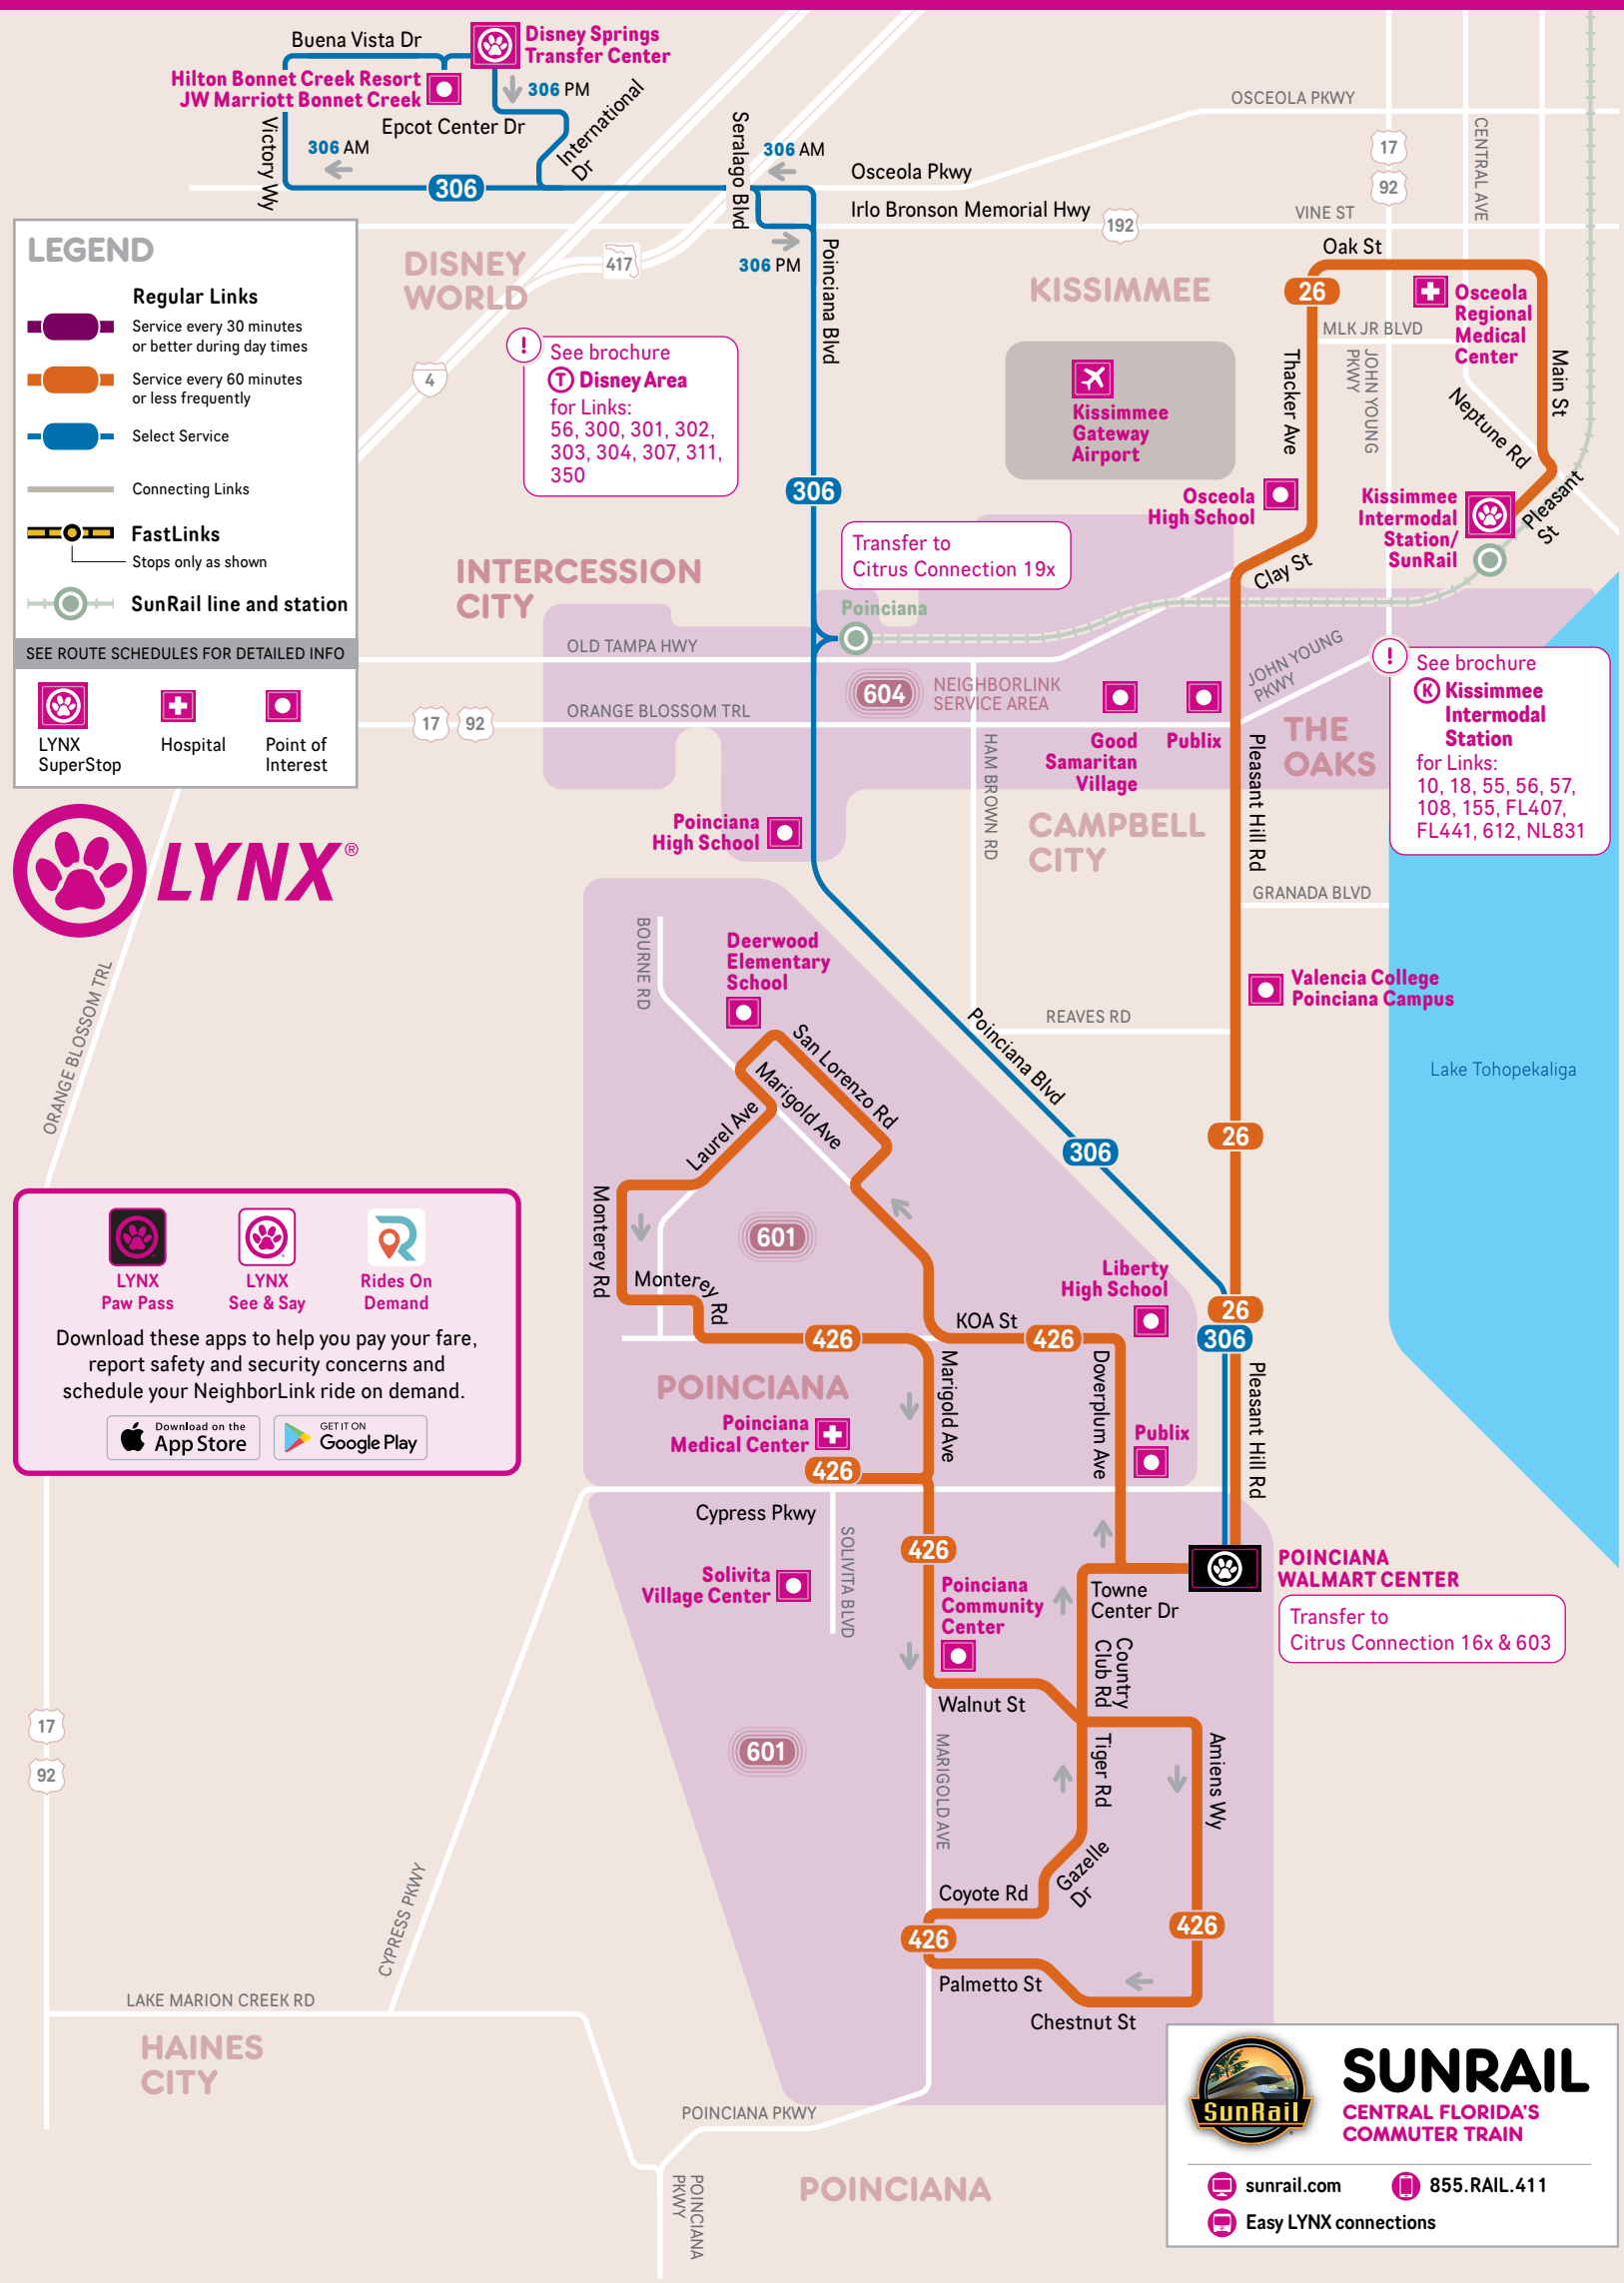 Buena Vista Dr
Disney Springs
Transfer Center
Hilton Bonnet Creek Resort
JW Marriott Bonnet Creek
306 PM
Epcot Center Dr
International
Dr
Victory Wy
306 AM
306
Seralago Blvd
306 AM
Osceola Pkwy
Irlo Bronson Memorial Hwy
192
306 PM
Poinciana Blvd
OSCEOLA PKWY
17
92
CENTRAL AVE
VINE ST
Oak St
LEGEND
Regular Links
Service every 30 minutes
or better during day times
Service every 60 minutes
or less frequently
Select Service
Connecting Links
FastLinks
Stops only as shown
SunRail line and station
SEE ROUTE SCHEDULES FOR DETAILED INFO
LYNX
SuperStop
Hospital
Point of
Interest
LYNX®
DISNEY
WORLD
417
4
! See brochure
T Disney Area
for Links:
56, 300, 301, 302,
303, 304, 307, 311,
350
KISSIMMEE
26
Osceola
Regional
Medical
Center
MLK JR BLVD
JOHN YOUNG
PKWY
Thacker Ave
Main St
Neptune Rd
Kissimmee
Gateway
Airport
Osceola
High School
Kissimmee
Intermodal
Station/
SunRail
Pleasant
St
Clay St
306
Transfer to
Citrus Connection 19x
INTERCESSION
CITY
Poinciana
OLD TAMPA HWY
604
NEIGHBORLINK
SERVICE AREA
JOHN YOUNG
PKWY
17
92
ORANGE BLOSSOM TRL
HAM BROWN RD
Good
Samaritan
Village
Publix
THE
OAKS
Pleasant Hill Rd
! See brochure
K Kissimmee
Intermodal
Station
for Links:
10, 18, 55, 56, 57,
108, 155, FL407,
FL441, 612, NL831
Poinciana
High School
CAMPBELL
CITY
GRANADA BLVD
BOURNE RD
Deerwood
Elementary
School
Valencia College
Poinciana Campus
REAVES RD
Poinciana Blvd
Lake Tohopekaliga
ORANGE BLOSSOM TRL
San Lorenzo Rd
Marigold Ave
Laurel Ave
306
26
Monterey Rd
601
Monterey Rd
Liberty
High School
26
306
KOA St
426
426
LYNX
Paw Pass
LYNX
See & Say
Rides On
Demand
Download these apps to help you pay your fare,
report safety and security concerns and
schedule your NeighborLink ride on demand.
Download on the
App Store
GET IT ON
Google Play
POINCIANA
Marigold Ave
Doverplum Ave
Pleasant Hill Rd
Poinciana
Medical Center
426
Publix
Cypress Pkwy
SOLIVITA BLVD
426
Solivita
Village Center
Poinciana
Community
Center
Towne
Center Dr
POINCIANA
WALMART CENTER
Transfer to
Citrus Connection 16x & 603
Country
Club Rd
Walnut St
17
92
601
MARIGOLD AVE
Tiger Rd
Amiens Wy
Gazelle
Dr
Coyote Rd
426
426
Palmetto St
Chestnut St
CYPRESS PKWY
LAKE MARION CREEK RD
HAINES
CITY
POINCIANA PKWY
POINCIANA
PKWY
POINCIANA
SunRail
SUNRAIL
CENTRAL FLORIDA'S
COMMUTER TRAIN
sunrail.com
855.RAIL.411
Easy LYNX connections